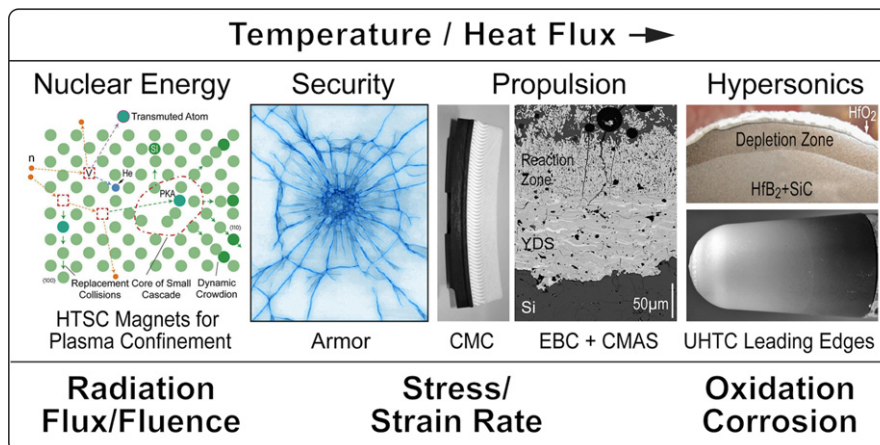 Temperature / Heat Flux →
Nuclear Energy
Security
Propulsion
Hypersonics
Transmuted Atom
n
V
He
SI
PKA
(110)
(100)
Replacement
Collisions
Core of Small
Cascade
Dynamic
Crowdion
HTSC Magnets for
Plasma Confinement
Armor
CMC
Reaction
Zone
YDS
Si
50µm
EBC + CMAS
HfO₂
Depletion Zone
HfB₂+SiC
UHTC Leading Edges
Radiation
Flux/Fluence
Stress/
Strain Rate
Oxidation
Corrosion